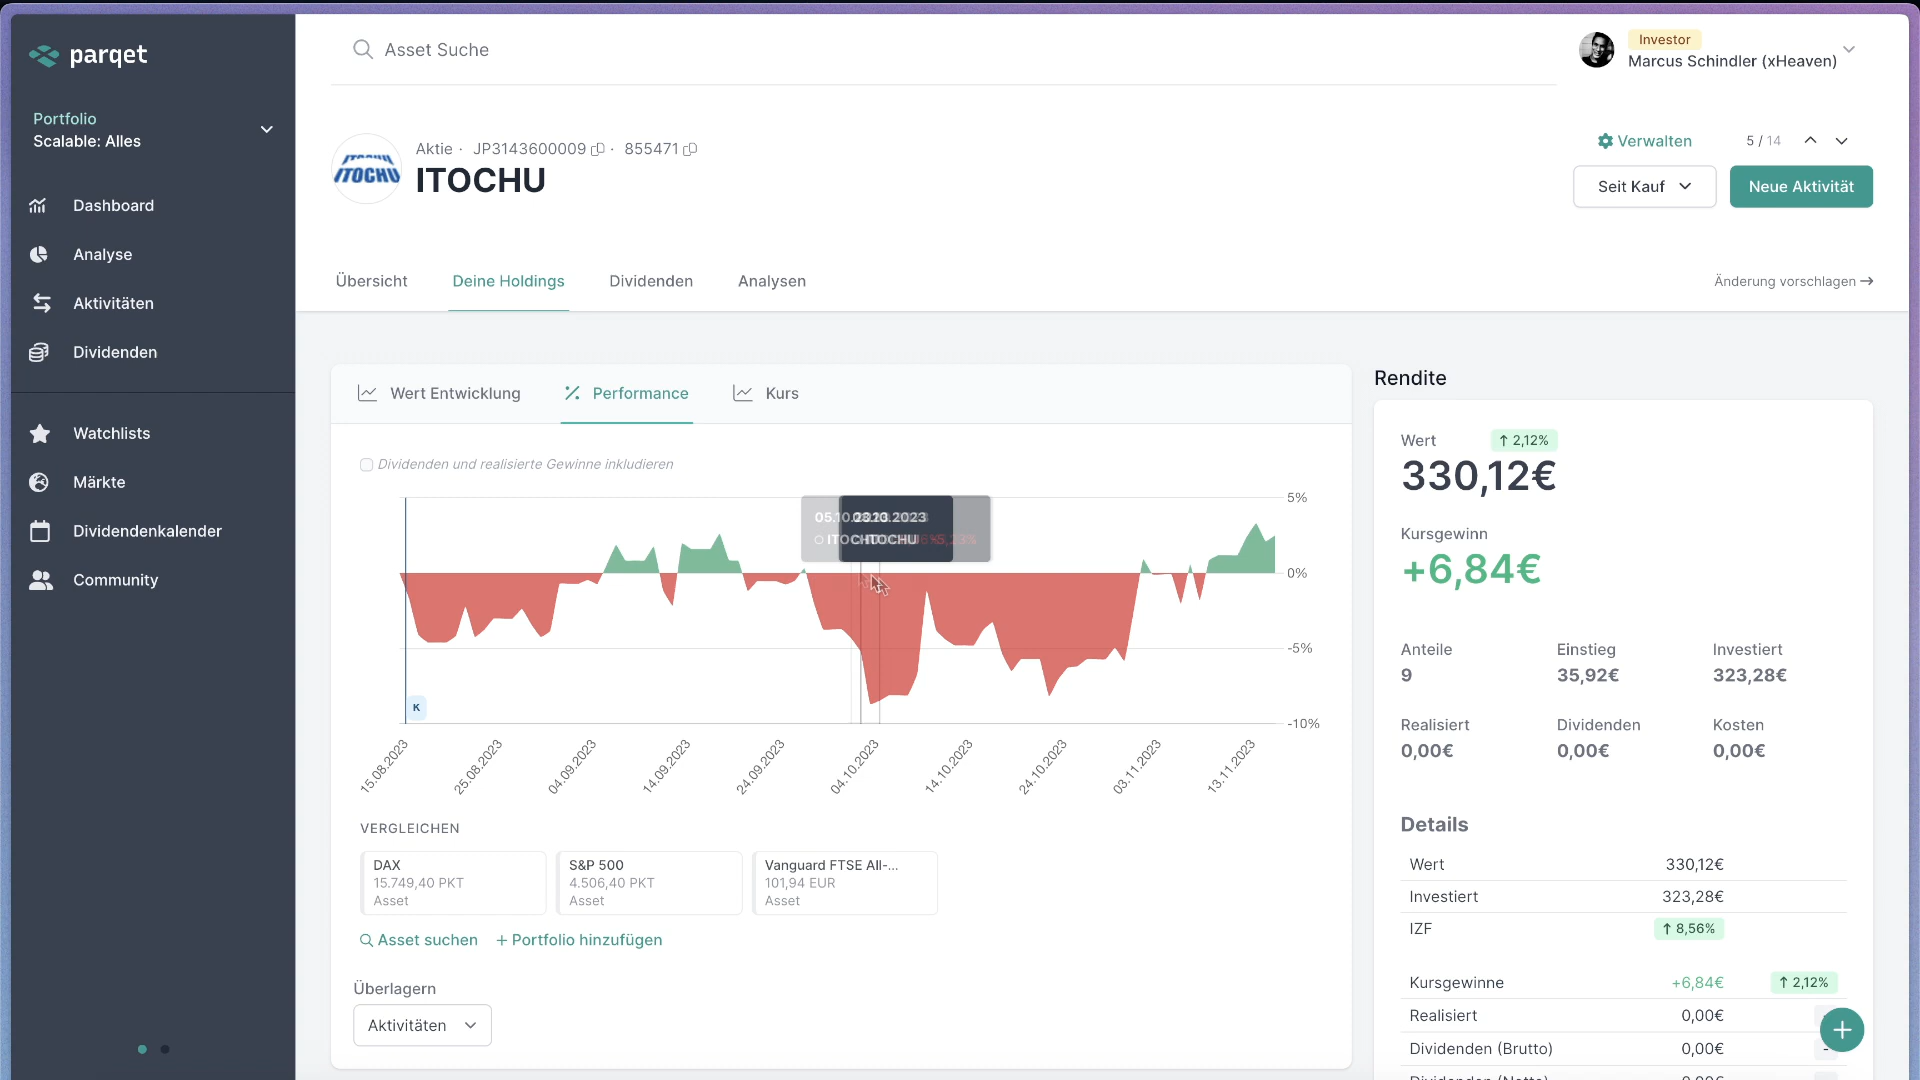 parqet
Portfolio
Scalable: Alles
Dashboard
Analyse
Aktivitäten
Dividenden
Watchlists
Märkte
Dividendenkalender
Community
Asset Suche
Investor
Marcus Schindler (xHeaven)
ITOCHU
Aktie · JP3143600009 · 855471
ITOCHU
Verwalten
5 / 14
Seit Kauf
Neue Aktivität
Übersicht
Deine Holdings
Dividenden
Analysen
Änderung vorschlagen →
Wert Entwicklung
Performance
Kurs
Dividenden und realisierte Gewinne inkludieren
5%
0%
-5%
-10%
ITOCHU
K
15.08.2023
25.08.2023
04.09.2023
14.09.2023
24.09.2023
04.10.2023
14.10.2023
24.10.2023
03.11.2023
13.11.2023
VERGLEICHEN
DAX
15.749,40 PKT
Asset
S&P 500
4.506,40 PKT
Asset
Vanguard FTSE All-...
101,94 EUR
Asset
Asset suchen
+ Portfolio hinzufügen
Überlagern
Aktivitäten
Rendite
Wert ↑ 2,12%
330,12€
Kursgewinn
+6,84€
Anteile
9
Einstieg
35,92€
Investiert
323,28€
Realisiert
0,00€
Dividenden
0,00€
Kosten
0,00€
Details
Wert 330,12€
Investiert 323,28€
IZF ↑ 8,56%
Kursgewinne +6,84€ ↑ 2,12%
Realisiert 0,00€
Dividenden (Brutto) 0,00€ -